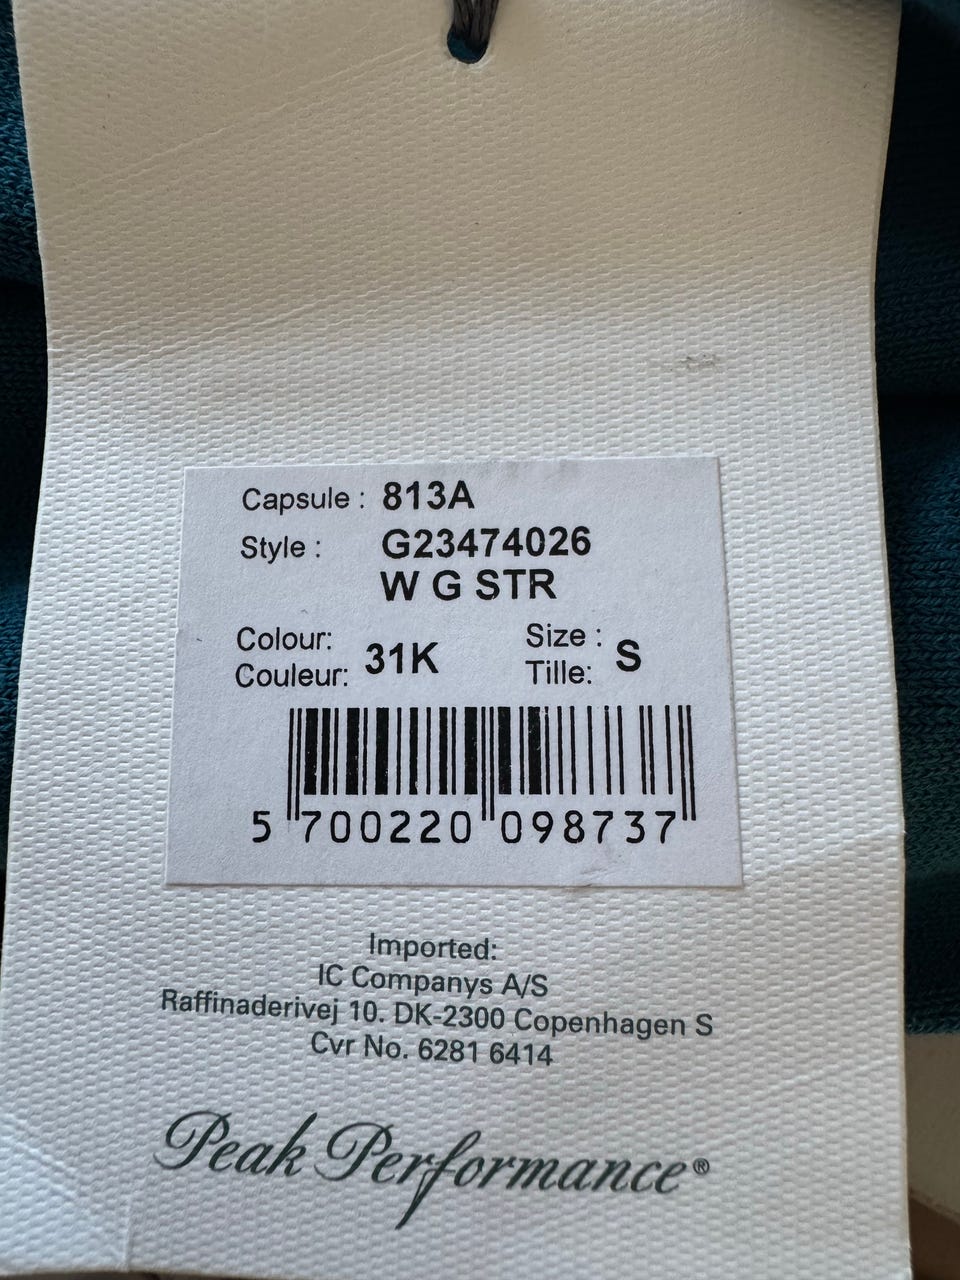 Capsule : 813A
Style : G23474026
W G STR
Colour:
Couleur: 31K
Size :
Tille: S
5 700220 098737
Imported:
IC Companys A/S
Raffinaderivej 10. DK-2300 Copenhagen S
Cvr No. 6281 6414
Peak Performance®